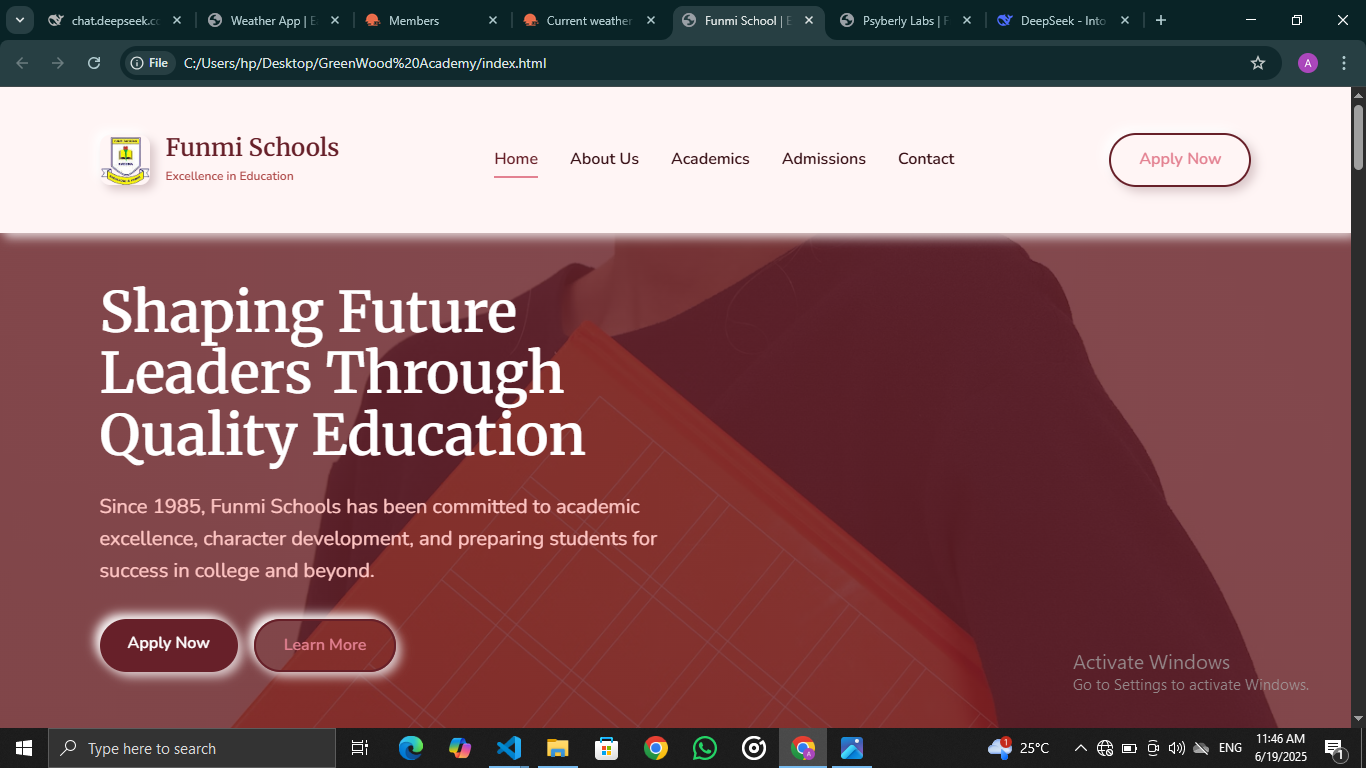 chat.deepseek.c
Weather App | E
Members
Current weather
Funmi School | E
Psyberly Labs | F
DeepSeek - Into
File
C:/Users/hp/Desktop/GreenWood%20Academy/index.html
A
Funmi Schools
Excellence in Education
Home
About Us
Academics
Admissions
Contact
Apply Now
Shaping Future
Leaders Through
Quality Education
Since 1985, Funmi Schools has been committed to academic
excellence, character development, and preparing students for
success in college and beyond.
Apply Now
Learn More
Activate Windows
Go to Settings to activate Windows.
Type here to search
1
25°C
ENG
11:46 AM
6/19/2025
1